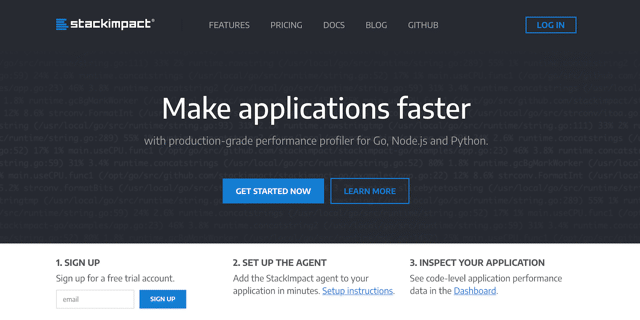 stackimpact®
FEATURES PRICING DOCS BLOG GITHUB LOG IN
Make applications faster
with production-grade performance profiler for Go, Node.js and Python.
GET STARTED NOW LEARN MORE
1. SIGN UP
Sign up for a free trial account.
email SIGN UP
2. SET UP THE AGENT
Add the StackImpact agent to your
application in minutes. Setup instructions.
3. INSPECT YOUR APPLICATION
See code-level application performance
data in the Dashboard.